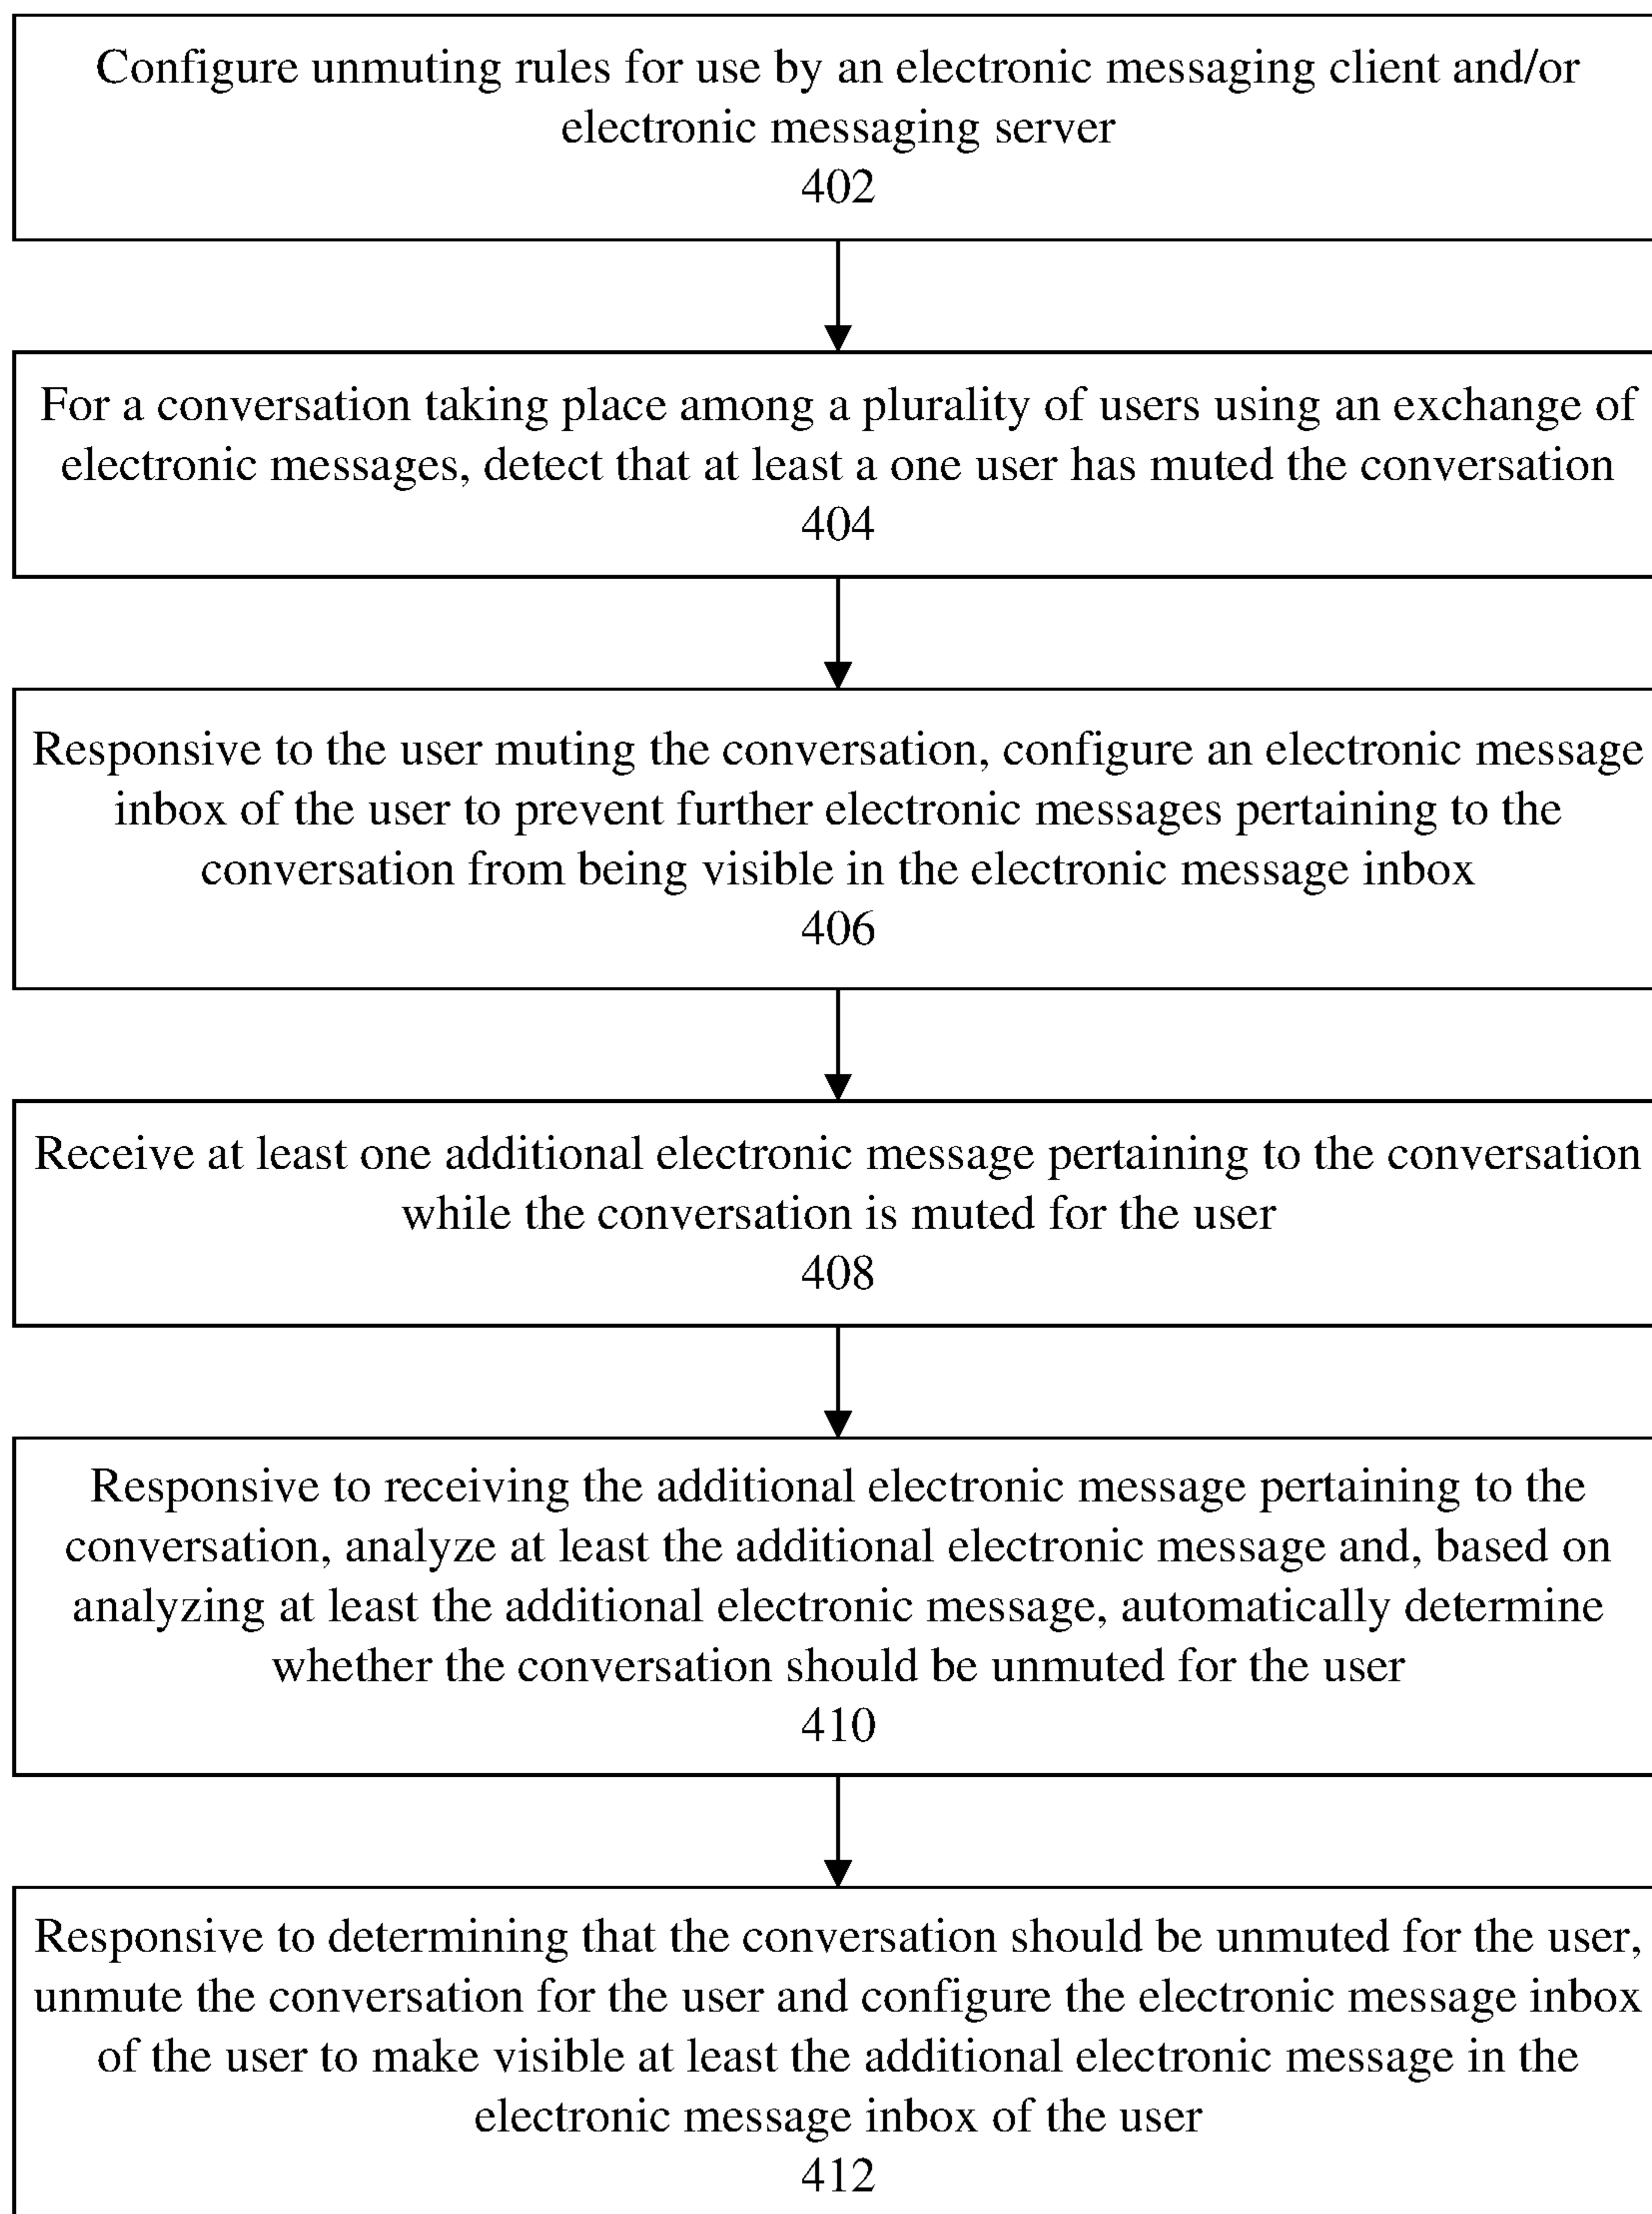 Configure unmuting rules for use by an electronic messaging client and/or
electronic messaging server
402
For a conversation taking place among a plurality of users using an exchange of
electronic messages, detect that at least a one user has muted the conversation
404
Responsive to the user muting the conversation, configure an electronic message
inbox of the user to prevent further electronic messages pertaining to the
conversation from being visible in the electronic message inbox
406
Receive at least one additional electronic message pertaining to the conversation
while the conversation is muted for the user
408
Responsive to receiving the additional electronic message pertaining to the
conversation, analyze at least the additional electronic message and, based on
analyzing at least the additional electronic message, automatically determine
whether the conversation should be unmuted for the user
410
Responsive to determining that the conversation should be unmuted for the user,
unmute the conversation for the user and configure the electronic message inbox
of the user to make visible at least the additional electronic message in the
electronic message inbox of the user
412